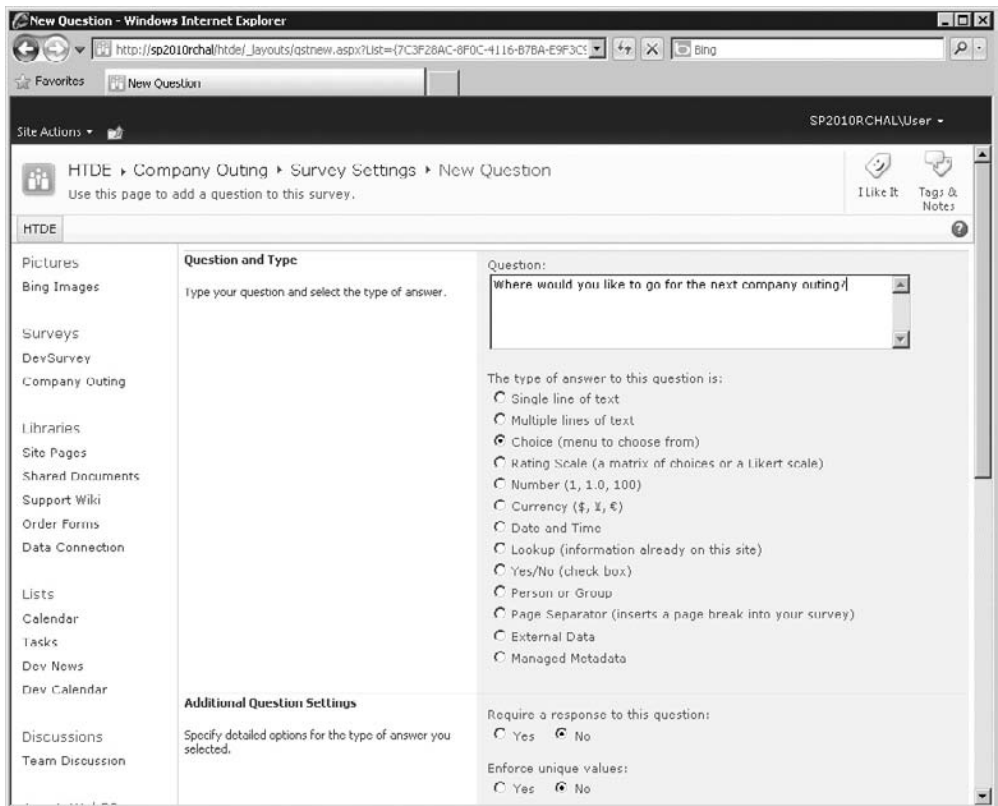 New Question - Windows Internet Explorer
http://sp2010rchal/htde/_layouts/qstnew.aspx?List={7C3F28AC-8F0C-4116-B7BA-E9F3C9
Bing
Favorites
New Question
Site Actions
SP2010RCHAL\User
HTDE Company Outing Survey Settings New Question
Use this page to add a question to this survey.
I Like It
Tags &
Notes
HTDE
Pictures
Bing Images
Surveys
DevSurvey
Company Outing
Libraries
Site Pages
Shared Documents
Support Wiki
Order Forms
Data Connection
Lists
Calendar
Tasks
Dev News
Dev Calendar
Discussions
Team Discussion
Question and Type
Type your question and select the type of answer.
Question:
Where would you like to go for the next company outing?
The type of answer to this question is:
Single line of text
Multiple lines of text
Choice (menu to choose from)
Rating Scale (a matrix of choices or a Likert scale)
Number (1, 1.0, 100)
Currency ($, ¥, €)
Date and Time
Lookup (information already on this site)
Yes/No (check box)
Person or Group
Page Separator (inserts a page break into your survey)
External Data
Managed Metadata
Additional Question Settings
Specify detailed options for the type of answer you
selected.
Require a response to this question:
Yes No
Enforce unique values:
Yes No